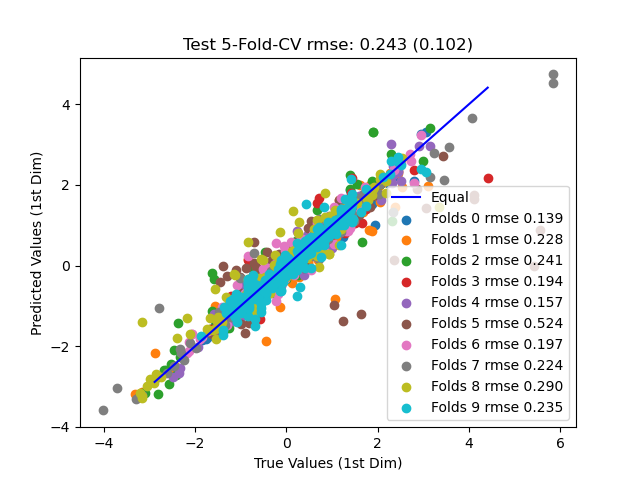 Test 5-Fold-CV rmse: 0.243 (0.102)
Predicted Values (1st Dim)
4
2
0
−2
−4
Equal
Folds 0 rmse 0.139
Folds 1 rmse 0.228
Folds 2 rmse 0.241
Folds 3 rmse 0.194
Folds 4 rmse 0.157
Folds 5 rmse 0.524
Folds 6 rmse 0.197
Folds 7 rmse 0.224
Folds 8 rmse 0.290
Folds 9 rmse 0.235
−4 −2 0 2 4 6
True Values (1st Dim)